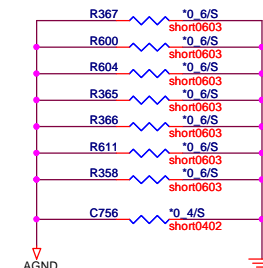 R367 *0_6/S
short0603
R600 *0_6/S
short0603
R604 *0_6/S
short0603
R365 *0_6/S
short0603
R366 *0_6/S
short0603
R611 *0_6/S
short0603
R358 *0_6/S
short0603
C756 *0_4/S
short0402
AGND